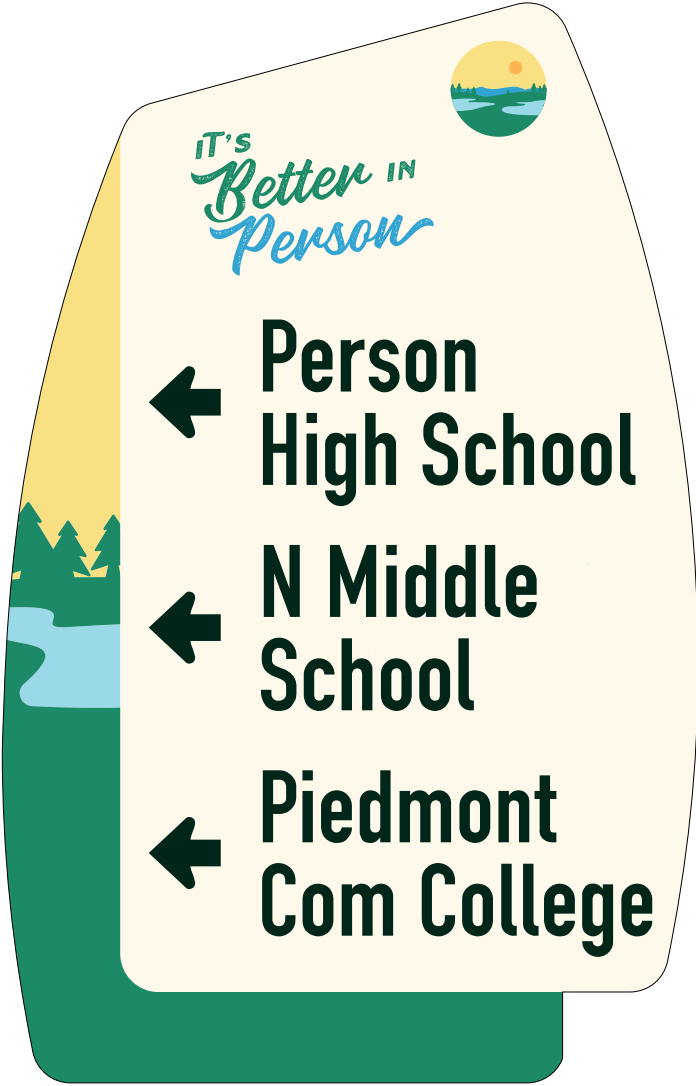 IT'S
Better IN
Person
Person
High School
N Middle
School
Piedmont
Com College